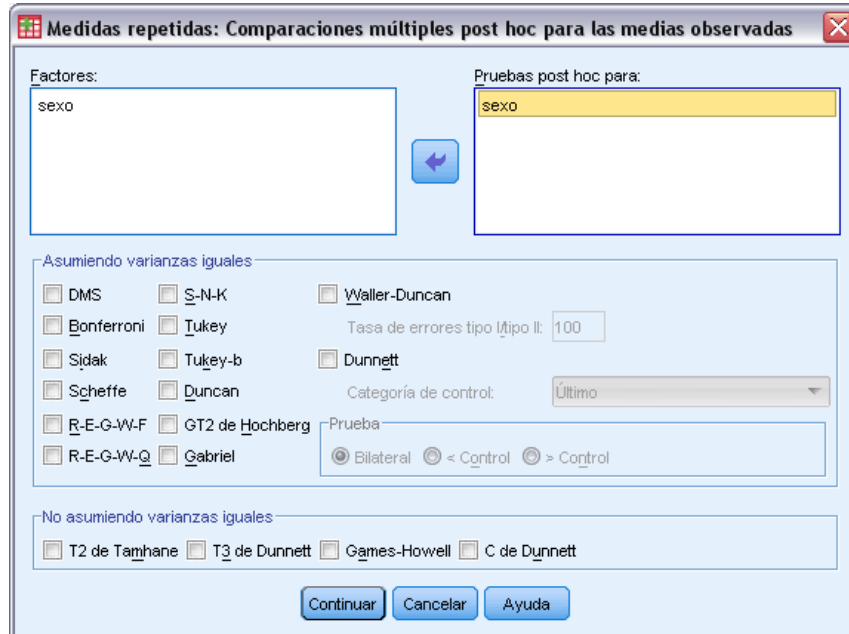 Medidas repetidas: Comparaciones múltiples post hoc para las medias observadas
Factores:
sexo
Pruebas post hoc para:
sexo
Asumiendo varianzas iguales
DMS
S-N-K
Waller-Duncan
Bonferroni
Tukey
Tasa de errores tipo I/tipo II: 100
Sidak
Tukey-b
Dunnett
Scheffe
Duncan
Categoría de control: Último
R-E-G-W-F
GT2 de Hochberg
Prueba
R-E-G-W-Q
Gabriel
Bilateral
< Control
> Control
No asumiendo varianzas iguales
T2 de Tamhane
T3 de Dunnett
Games-Howell
C de Dunnett
Continuar
Cancelar
Ayuda